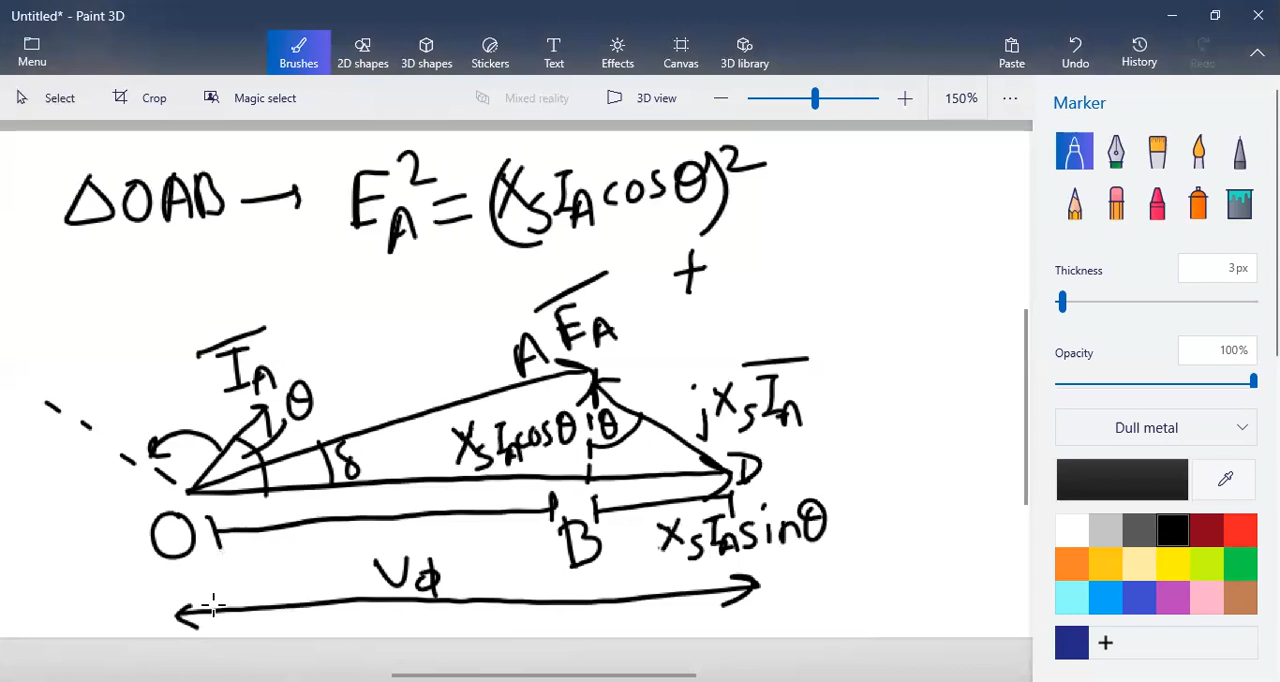 Untitled* - Paint 3D
Menu
Brushes
2D shapes
3D shapes
Stickers
Text
Effects
Canvas
3D library
Paste
Undo
History
Redo
Select
Crop
Magic select
Mixed reality
3D view
150%
Marker
Thickness
3px
Opacity
100%
Dull metal
△OAB → E_A² = (X_S I_A cosθ)²
+
I_A
θ
A
E_A
jX_S I_A
X_S I_A cosθ
θ
δ
D
O
B
X_S I_A sinθ
Vφ